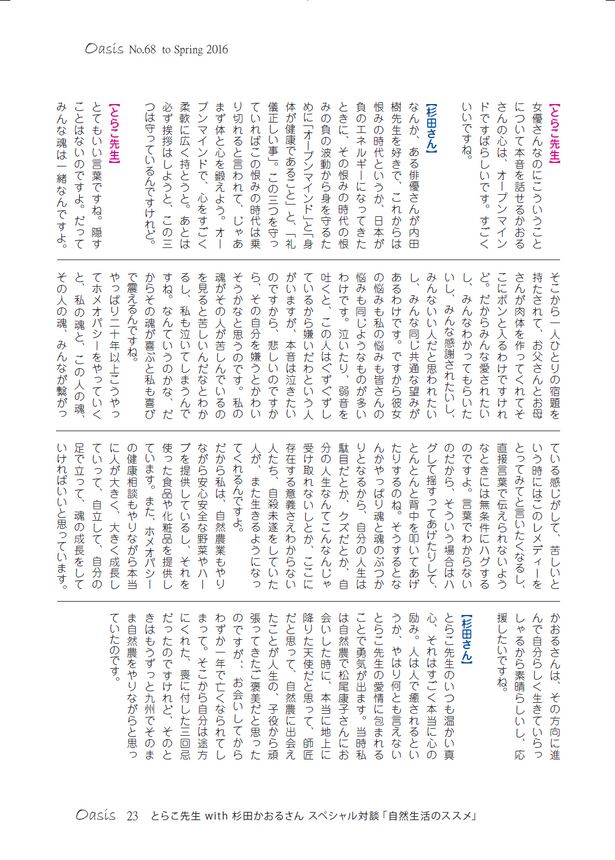 Oasis No.68 to Spring 2016
【とらこ先生】
女優さんなのにこういうこと
について本音を話せるかおる
さんの心は、オープンマイン
ドですばらしいです。すごく
いいですね。
【杉田さん】
なんか、ある俳優さんが内田
樹先生を好きで、これからは
恨みの時代というか、日本が
負のエネルギーになってきた
ときに、その恨みの時代の恨
みの負の波動から身を守るた
めに「オープンマインド」と「身
体が健康であること」と、「礼
儀正しい事」。この三つを守っ
ていればこの恨みの時代は乗
り切れると言われて、じゃあ
まず体と心を鍛えよう。オー
プンマインドで、心をすごく
柔軟に広く持とうと。あとは
必ず挨拶はしようと、この三
つは守っているんですけれど。
【とらこ先生】
とてもいい言葉ですね。隠す
ことはないのですよ。だって
みんな魂は一緒なんですよ。
そこから一人ひとりの宿題を
持たされて、お父さんとお母
さんが肉体を作ってくれてそ
こにポンと入るわけですけれ
ど。だからみんな愛されたい
し、みんなわかってもらいた
いし、みんな感謝されたいし、
みんないい人だと思われたい
し、みんな同じ共通な望みが
あるわけです。ですから彼女
の悩みも私の悩みも皆さんの
悩みも同じようなものが多い
わけです。泣いたり、弱音を
吐くと、この人はぐずぐずし
ているから嫌いだわという人
がいますが、本音は泣きたい
のですから、悲しいのですか
ら、その自分を嫌うとかわい
そうかなと思うのです。私の
魂がその人が苦しんでいるの
を見ると苦しいんだなとわか
るし、私も泣いてしまうんで
すね。なんていうのかな、だ
からその魂が喜ぶと私も喜び
で震えるんですね。
やっぱり二十年以上こうやっ
てホメオパシーをやっていく
と、私の魂と、この人の魂、
その人の魂、みんなが繋がっ
ている感じがして、苦しいと
いう時にはこのレメディーを
とってみてと言いたくなるし、
直接言葉で伝えられないよう
なときには無条件にハグする
のですよ。言葉でわからない
のだから、そういう場合はハ
グして揺すってあげたりして、
とんとんと背中を叩いてあげ
たりするのね。そうするとな
んかやっぱり魂と魂のぶつか
りとなるから、自分の人生は
駄目だとか、クズだとか、自
分の人生なんてこんなんじゃ
受け取れないしとか、ここに
存在する意義さえわからない
人たち、自殺未遂をしていた
人が、また生きるようになっ
てくれるんですよ。
だから私は、自然農業もやり
ながら安心安全な野菜やハー
ブを提供しているし、それを
使った食品や化粧品を提供し
ています。また、ホメオパシー
の健康相談もやりながら本当
に人が大きく、大きく成長し
ていって、自立して、自分の
足で立って、魂の成長をして
いければいいと思っています。
かおるさんは、その方向に進
んで自分らしく生きていらっ
しゃるから素晴らしいし、応
援したいですね。
【杉田さん】
とらこ先生のいつも温かい真
心、それはすごく本当に心の
励み。人は人で癒されるとい
うか、やはり何とも言えない
とらこ先生の愛情に包まれる
ことで勇気が出ます。当時私
は自然農で松尾康子さんにお
会いした時に、本当に地上に
降りた天使だと思って、師匠
だと思って、自然農に出会え
たことが人生の、子役から頑
張ってきたご褒美だと思った
のですが、お会いしてから
わずか一年で亡くなられてし
まって。そこから自分は途方
にくれた、喪に付した三回忌
だったのですけれど、そのと
きはもうずっと九州でそのま
ま自然農をやりながらと思っ
ていたのです。
Oasis 23 とらこ先生 with 杉田かおるさん スペシャル対談「自然生活のススメ」